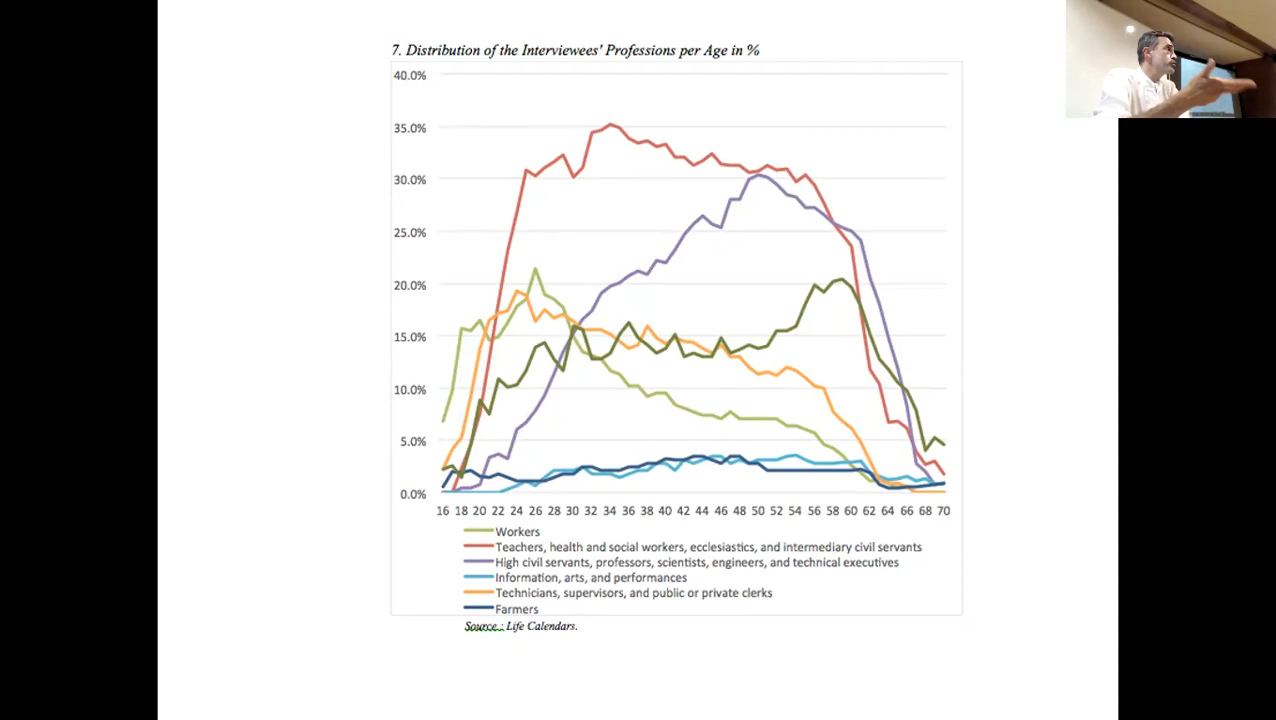 7. Distribution of the Interviewees' Professions per Age in %
40.0%
35.0%
30.0%
25.0%
20.0%
15.0%
10.0%
5.0%
0.0%
16 18 20 22 24 26 28 30 32 34 36 38 40 42 44 46 48 50 52 54 56 58 60 62 64 66 68 70
Workers
Teachers, health and social workers, ecclesiastics, and intermediary civil servants
High civil servants, professors, scientists, engineers, and technical executives
Information, arts, and performances
Technicians, supervisors, and public or private clerks
Farmers
Source : Life Calendars.